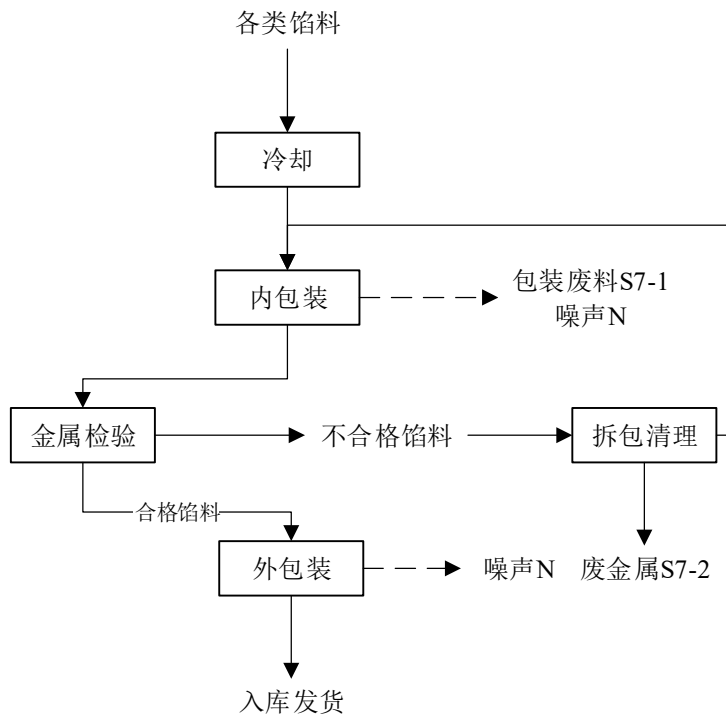 各类馅料
冷却
内包装
包装废料S7-1
噪声N
金属检验
不合格馅料
拆包清理
合格馅料
外包装
噪声N
废金属S7-2
入库发货